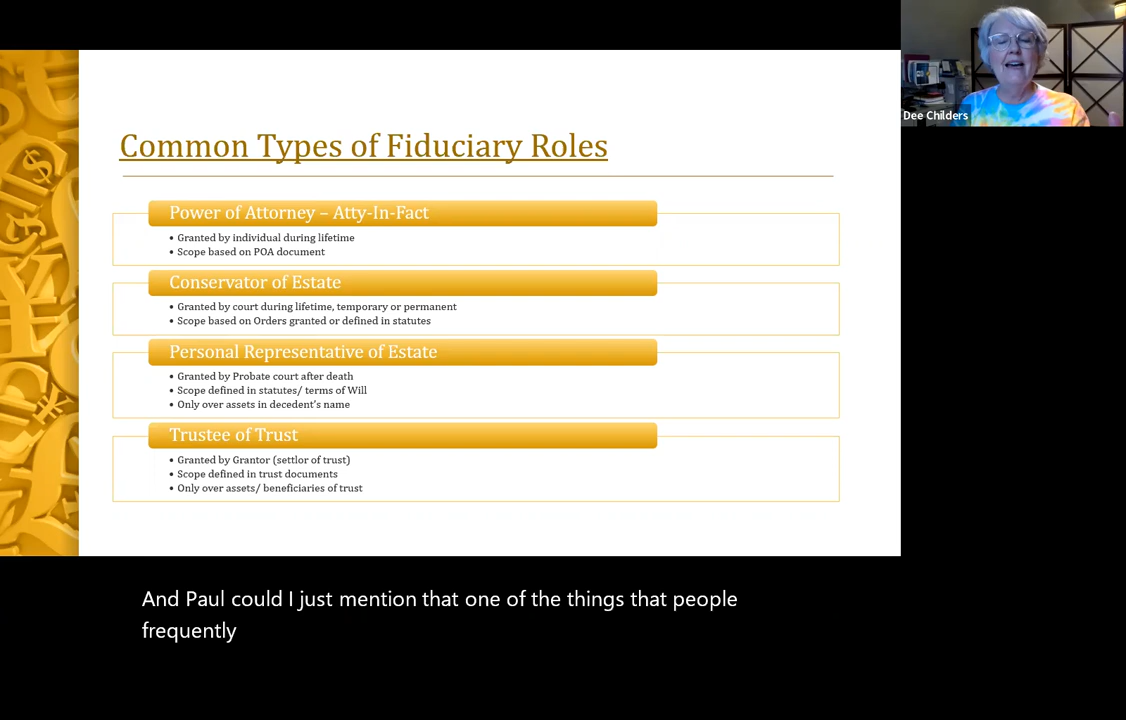 Dee Childers
Common Types of Fiduciary Roles
Power of Attorney – Atty-In-Fact
• Granted by individual during lifetime
• Scope based on POA document
Conservator of Estate
• Granted by court during lifetime, temporary or permanent
• Scope based on Orders granted or defined in statutes
Personal Representative of Estate
• Granted by Probate court after death
• Scope defined in statutes/ terms of Will
• Only over assets in decedent's name
Trustee of Trust
• Granted by Grantor (settlor of trust)
• Scope defined in trust documents
• Only over assets/ beneficiaries of trust
And Paul could I just mention that one of the things that people
frequently